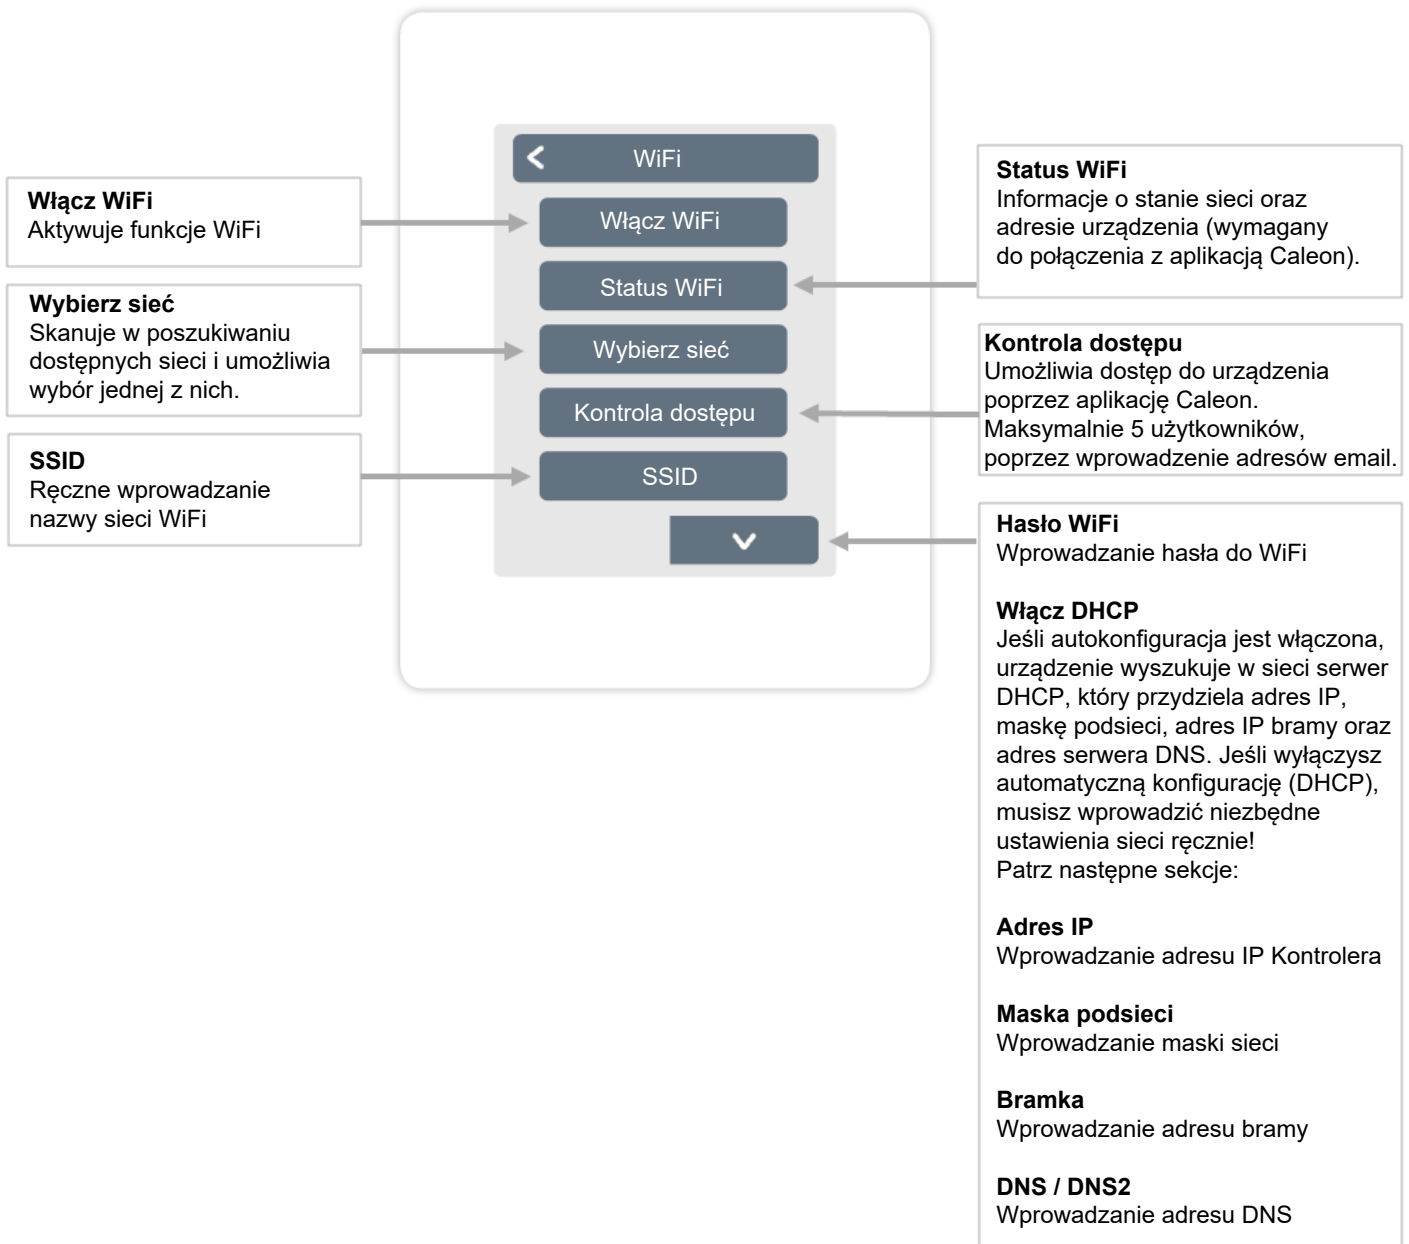 WiFi
Włącz WiFi
Status WiFi
Wybierz sieć
Kontrola dostępu
SSID
Włącz WiFi
Aktywuje funkcje WiFi
Wybierz sieć
Skanuje w poszukiwaniu
dostępnych sieci i umożliwia
wybór jednej z nich.
SSID
Ręczne wprowadzanie
nazwy sieci WiFi
Status WiFi
Informacje o stanie sieci oraz
adresie urządzenia (wymagany
do połączenia z aplikacją Caleon).
Kontrola dostępu
Umożliwia dostęp do urządzenia
poprzez aplikację Caleon.
Maksymalnie 5 użytkowników,
poprzez wprowadzenie adresów email.
Hasło WiFi
Wprowadzanie hasła do WiFi
Włącz DHCP
Jeśli autokonfiguracja jest włączona,
urządzenie wyszukuje w sieci serwer
DHCP, który przydziela adres IP,
maskę podsieci, adres IP bramy oraz
adres serwera DNS. Jeśli wyłączysz
automatyczną konfigurację (DHCP),
musisz wprowadzić niezbędne
ustawienia sieci ręcznie!
Patrz następne sekcje:
Adres IP
Wprowadzanie adresu IP Kontrolera
Maska podsieci
Wprowadzanie maski sieci
Bramka
Wprowadzanie adresu bramy
DNS / DNS2
Wprowadzanie adresu DNS